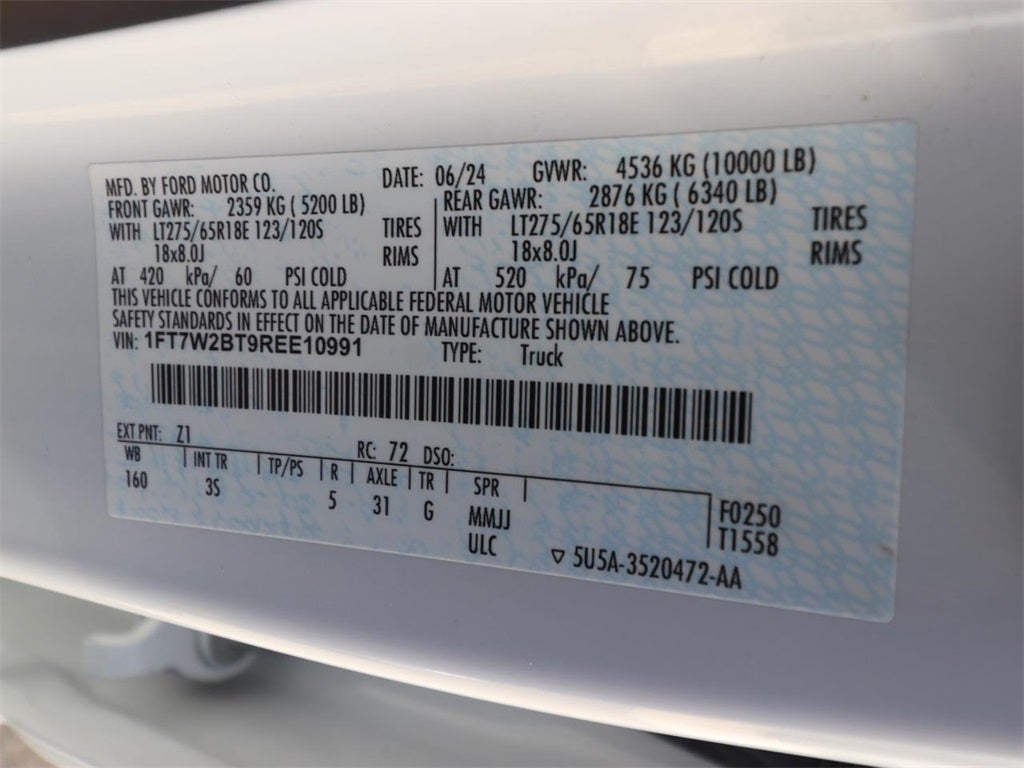 MFD. BY FORD MOTOR CO. DATE: 06/24 GVWR: 4536 KG (10000 LB)
FRONT GAWR: 2359 KG ( 5200 LB) REAR GAWR: 2876 KG ( 6340 LB)
WITH LT275/65R18E 123/120S TIRES WITH LT275/65R18E 123/120S TIRES
18x8.0J RIMS 18x8.0J RIMS
AT 420 kPa/ 60 PSI COLD AT 520 kPa/ 75 PSI COLD
THIS VEHICLE CONFORMS TO ALL APPLICABLE FEDERAL MOTOR VEHICLE
SAFETY STANDARDS IN EFFECT ON THE DATE OF MANUFACTURE SHOWN ABOVE.
VIN: 1FT7W2BT9REE10991 TYPE: Truck
EXT PNT: Z1 RC: 72 DSO:
WB INT TR TP/PS R AXLE TR SPR
160 3S 5 31 G MMJJ F0250
ULC T1558
▽ 5U5A-3520472-AA